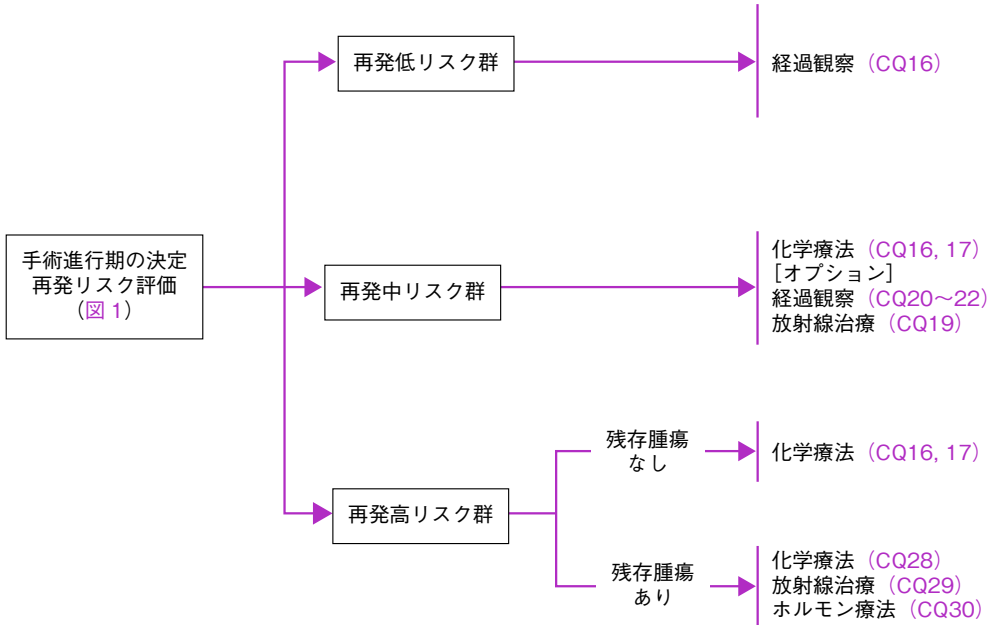 再発低リスク群
経過観察（CQ16）
手術進行期の決定
再発リスク評価
（図 1）
再発中リスク群
化学療法（CQ16, 17）
［オプション］
経過観察（CQ20～22）
放射線治療（CQ19）
再発高リスク群
残存腫瘍
なし
化学療法（CQ16, 17）
残存腫瘍
あり
化学療法（CQ28）
放射線治療（CQ29）
ホルモン療法（CQ30）